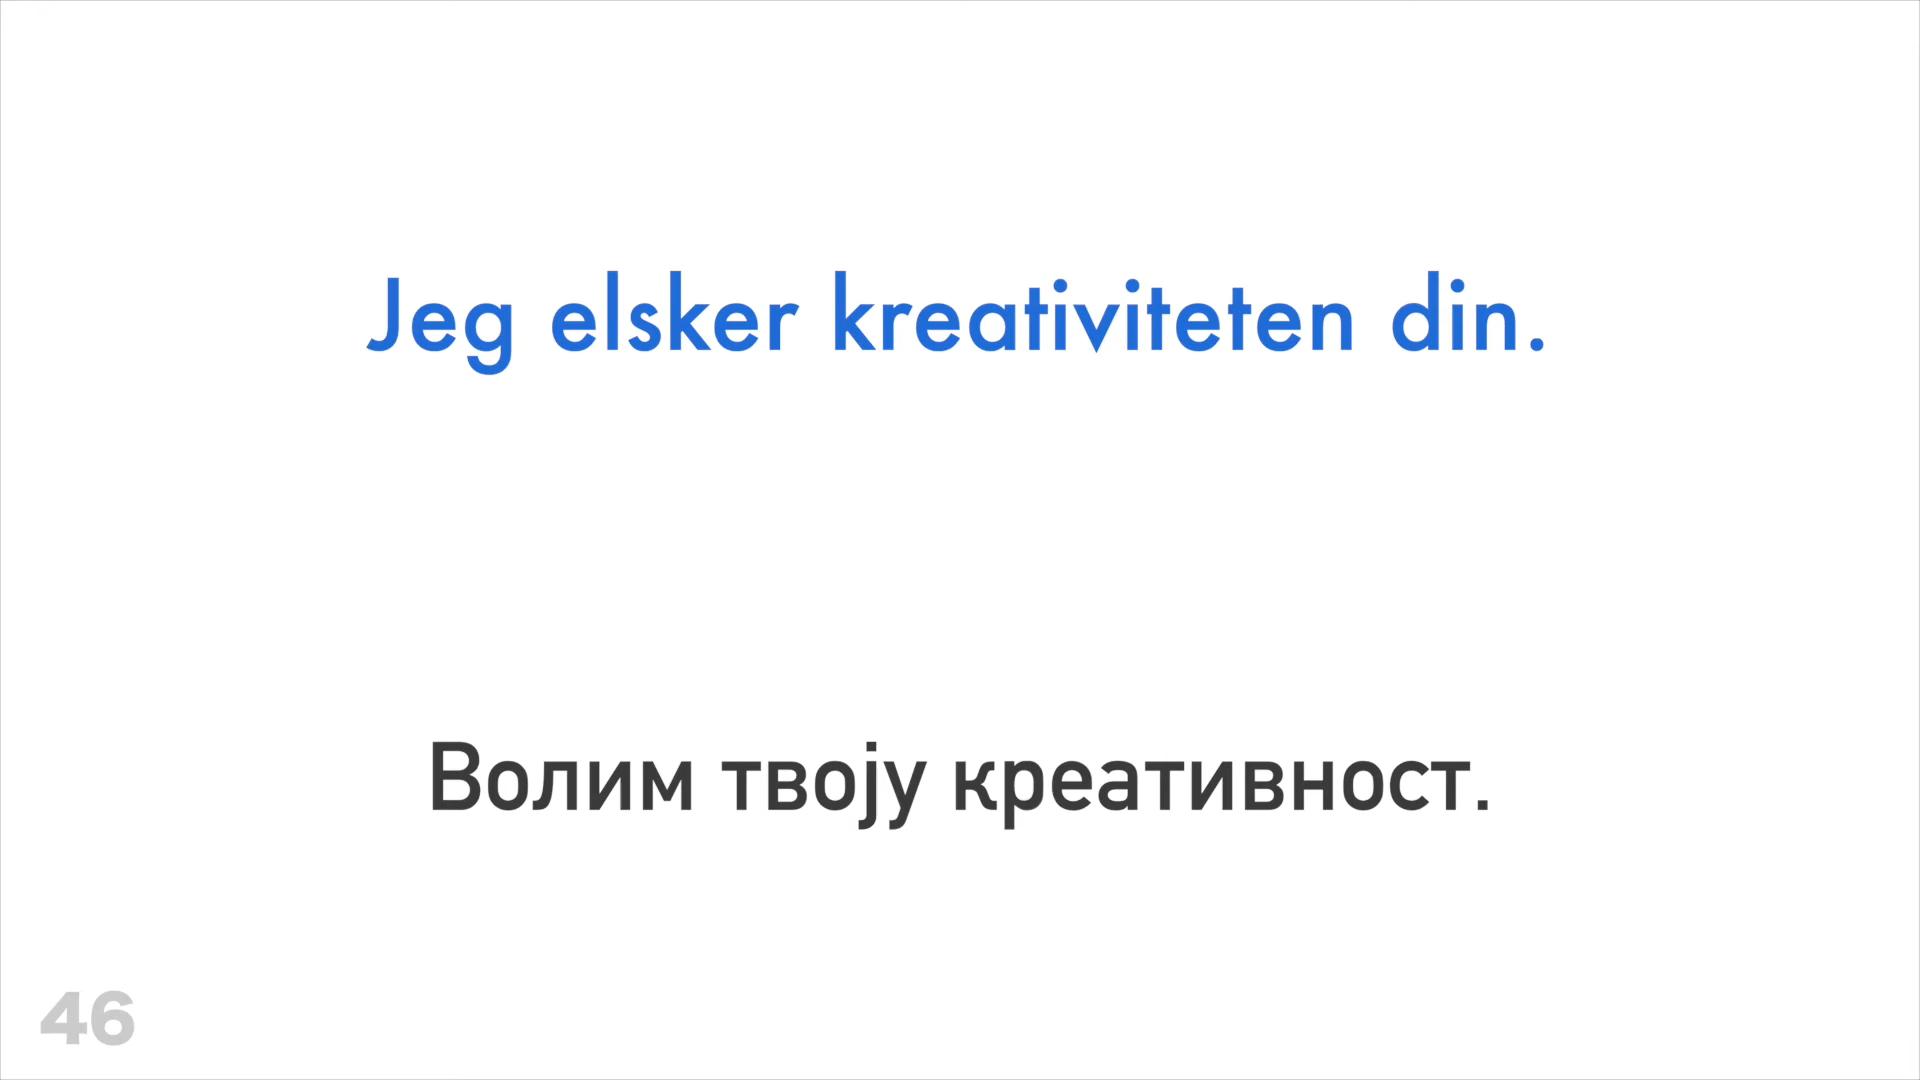 Jeg elsker kreativiteten din.
Волим твоју креативност.
46